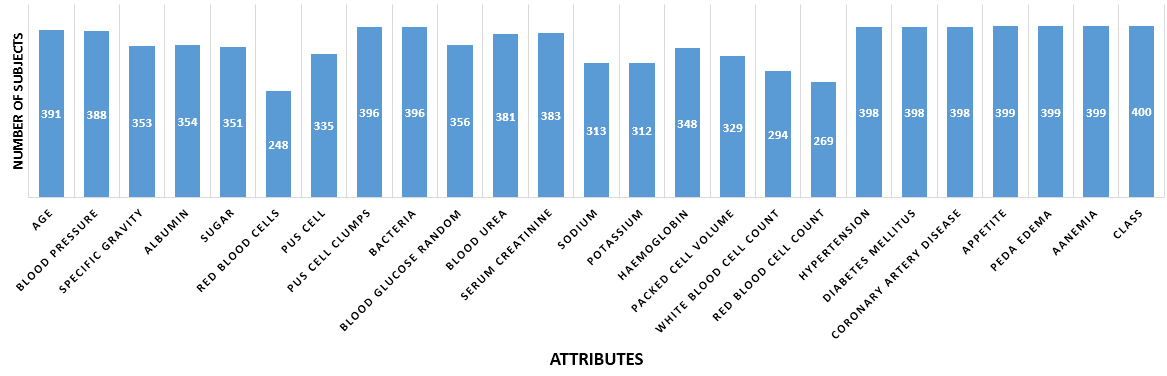 NUMBER OF SUBJECTS
391
388
353
354
351
248
335
396
396
356
381
383
313
312
348
329
294
269
398
398
398
399
399
399
400
AGE
BLOOD PRESSURE
SPECIFIC GRAVITY
ALBUMIN
SUGAR
RED BLOOD CELLS
PUS CELL
PUS CELL CLUMPS
BACTERIA
BLOOD GLUCOSE RANDOM
BLOOD UREA
SERUM CREATININE
SODIUM
POTASSIUM
HAEMOGLOBIN
PACKED CELL VOLUME
WHITE BLOOD CELL COUNT
RED BLOOD CELL COUNT
HYPERTENSION
DIABETES MELLITUS
CORONARY ARTERY DISEASE
APPETITE
PEDA EDEMA
AANEMIA
CLASS
ATTRIBUTES